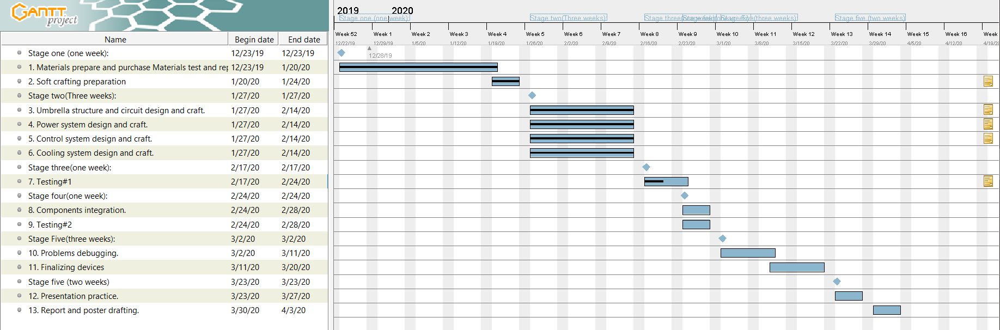 GANTT
project
2019 2020
Stage one (one week): Stage two(Three weeks): Stage three(one week): Stage five (two weeks)
Name Begin date End date
Week 52 Week 1 Week 2 Week 3 Week 4 Week 5 Week 6 Week 7 Week 8 Week 9 Week 10 Week 11 Week 12 Week 13 Week 14 Week 15 Week 16 Week
12/22/19 12/29/19 1/5/20 1/12/20 1/19/20 1/26/20 2/2/20 2/9/20 2/16/20 2/23/20 3/1/20 3/8/20 3/15/20 3/22/20 3/29/20 4/5/20 4/12/20 4/19/20
Stage one (one week): 12/23/19 12/23/19
12/28/19
1. Materials prepare and purchase Materials test and rep 12/23/19 1/20/20
2. Soft crafting preparation 1/20/20 1/24/20
Stage two(Three weeks): 1/27/20 1/27/20
3. Umbrella structure and circuit design and craft. 1/27/20 2/14/20
4. Power system design and craft. 1/27/20 2/14/20
5. Control system design and craft. 1/27/20 2/14/20
6. Cooling system design and craft. 1/27/20 2/14/20
Stage three(one week): 2/17/20 2/17/20
7. Testing#1 2/17/20 2/24/20
Stage four(one week): 2/24/20 2/24/20
8. Components integration. 2/24/20 2/28/20
9. Testing#2 2/24/20 2/28/20
Stage Five(three weeks): 3/2/20 3/2/20
10. Problems debugging. 3/2/20 3/11/20
11. Finalizing devices 3/11/20 3/20/20
Stage five (two weeks) 3/23/20 3/23/20
12. Presentation practice. 3/23/20 3/27/20
13. Report and poster drafting. 3/30/20 4/3/20